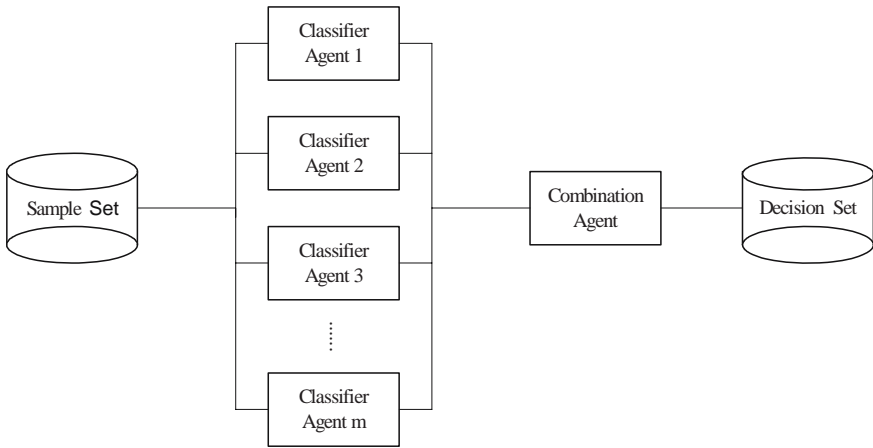 Classifier
Agent 1
Classifier
Agent 2
Sample Set
Combination
Agent
Decision Set
Classifier
Agent 3
Classifier
Agent m